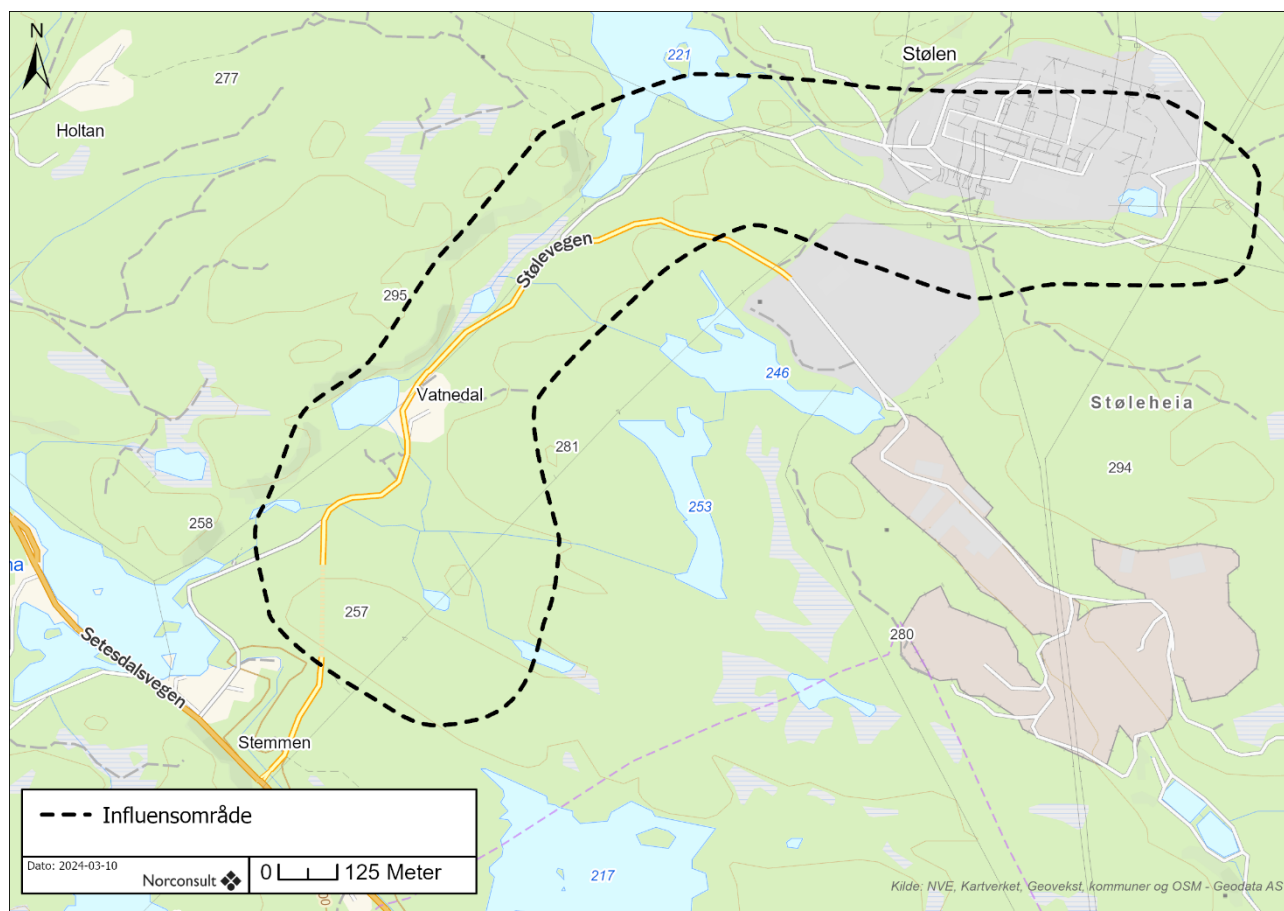 N
277
221
Stølen
Holtan
Stølevegen
295
Vatnedal
246
Støleheia
281
294
253
258
na
257
280
Setesdalsvegen
Stemmen
217
Influensområde
Dato: 2024-03-10
Norconsult
0 125 Meter
Kilde: NVE, Kartverket, Geovekst, kommuner og OSM - Geodata AS